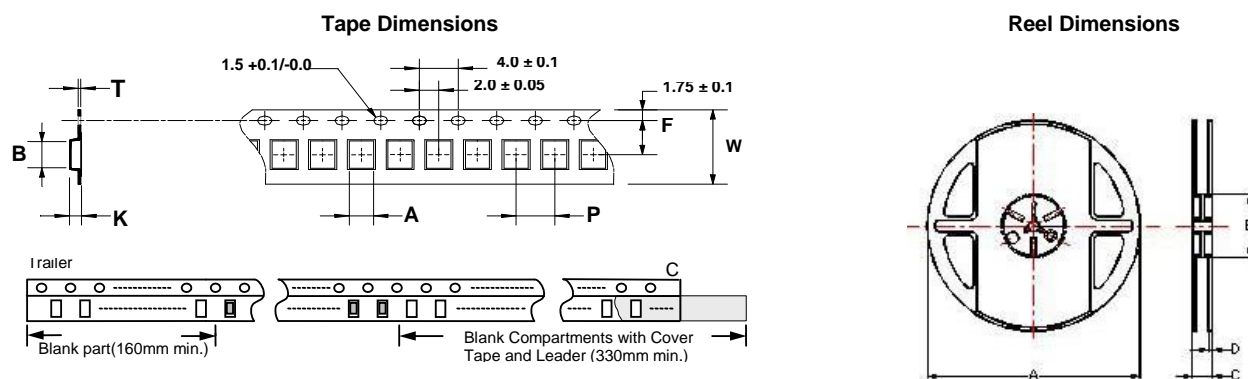 Tape Dimensions
Reel Dimensions
1.5 +0.1/-0.0
4.0 ± 0.1
2.0 ± 0.05
1.75 ± 0.1
T
F
B
W
K
A
P
Trailer
C
Blank part(160mm min.)
Blank Compartments with Cover
Tape and Leader (330mm min.)
A
B
D
C